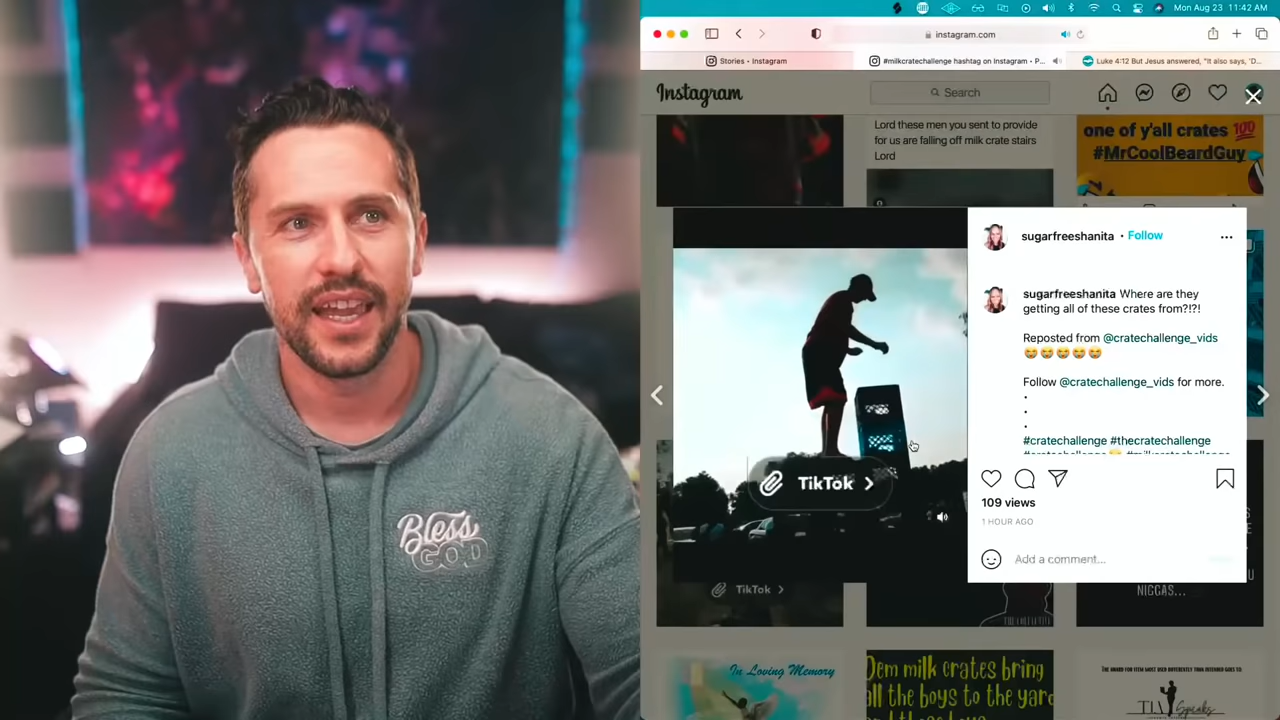 Bless
GOD
Mon Aug 23 11:42 AM
instagram.com
Stories • Instagram
#milkcratechallenge hashtag on Instagram • P...
Luke 4:12 But Jesus answered, "It also says, 'D...
Instagram
Search
Lord these men you sent to provide
for us are falling off milk crate stairs
Lord
one of y'all crates 💯
#MrCoolBeardGuy
sugarfreeshanita • Follow
sugarfreeshanita Where are they
getting all of these crates from?!?!
Reposted from @cratechallenge_vids
😂😂😂😂😂
Follow @cratechallenge_vids for more.
.
.
.
#cratechallenge #thecratechallenge
TikTok
109 views
1 HOUR AGO
Add a comment...
TikTok
NIGGAS...
In Loving Memory
Dem milk crates bring
all the boys to the yard
TIA Speaks